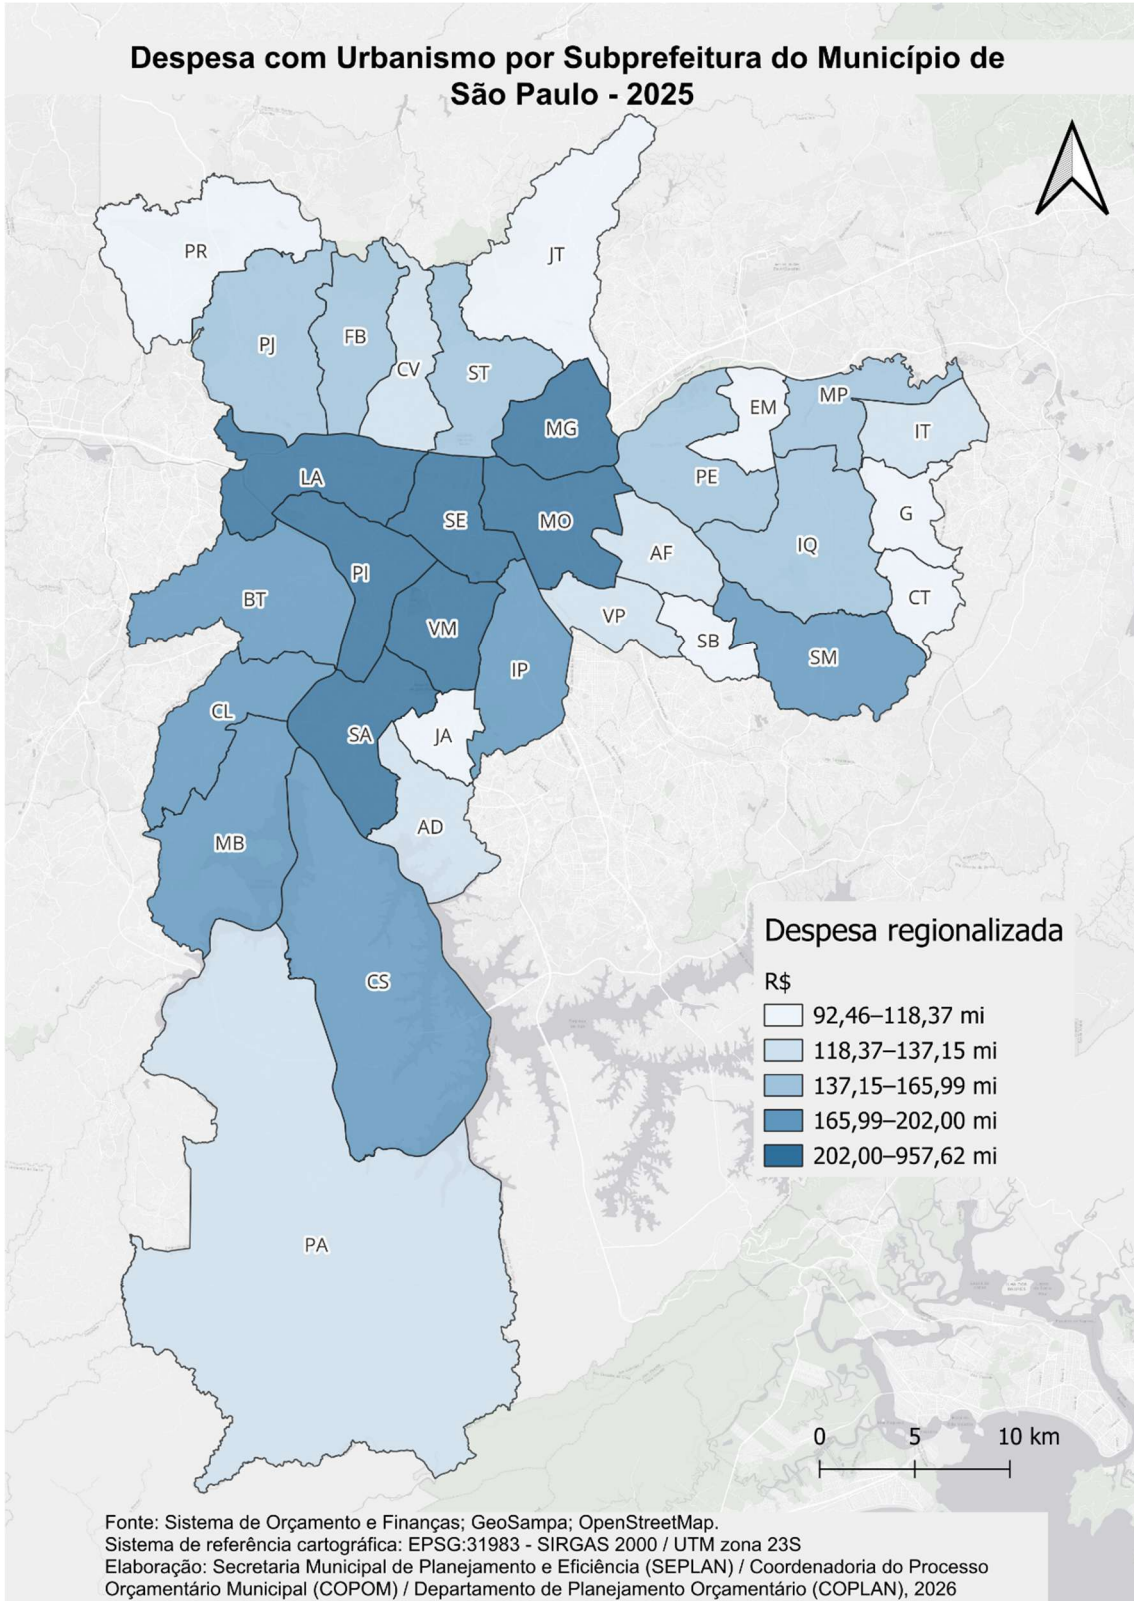 Despesa com Urbanismo por Subprefeitura do Município de
São Paulo - 2025
PR
JT
PJ
FB
CV
ST
EM
MP
IT
MG
LA
PE
SE
MO
G
IQ
AF
PI
BT
CT
VP
VM
SB
SM
IP
CL
SA
JA
AD
MB
CS
PA
Despesa regionalizada
R$
92,46–118,37 mi
118,37–137,15 mi
137,15–165,99 mi
165,99–202,00 mi
202,00–957,62 mi
0 5 10 km
Fonte: Sistema de Orçamento e Finanças; GeoSampa; OpenStreetMap.
Sistema de referência cartográfica: EPSG:31983 - SIRGAS 2000 / UTM zona 23S
Elaboração: Secretaria Municipal de Planejamento e Eficiência (SEPLAN) / Coordenadoria do Processo
Orçamentário Municipal (COPOM) / Departamento de Planejamento Orçamentário (COPLAN), 2026